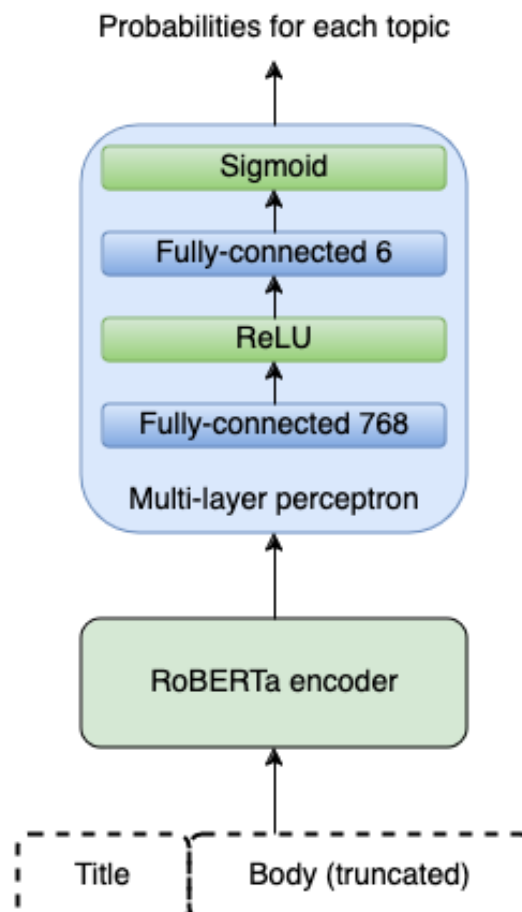 Probabilities for each topic
Sigmoid
Fully-connected 6
ReLU
Fully-connected 768
Multi-layer perceptron
RoBERTa encoder
Title
Body (truncated)